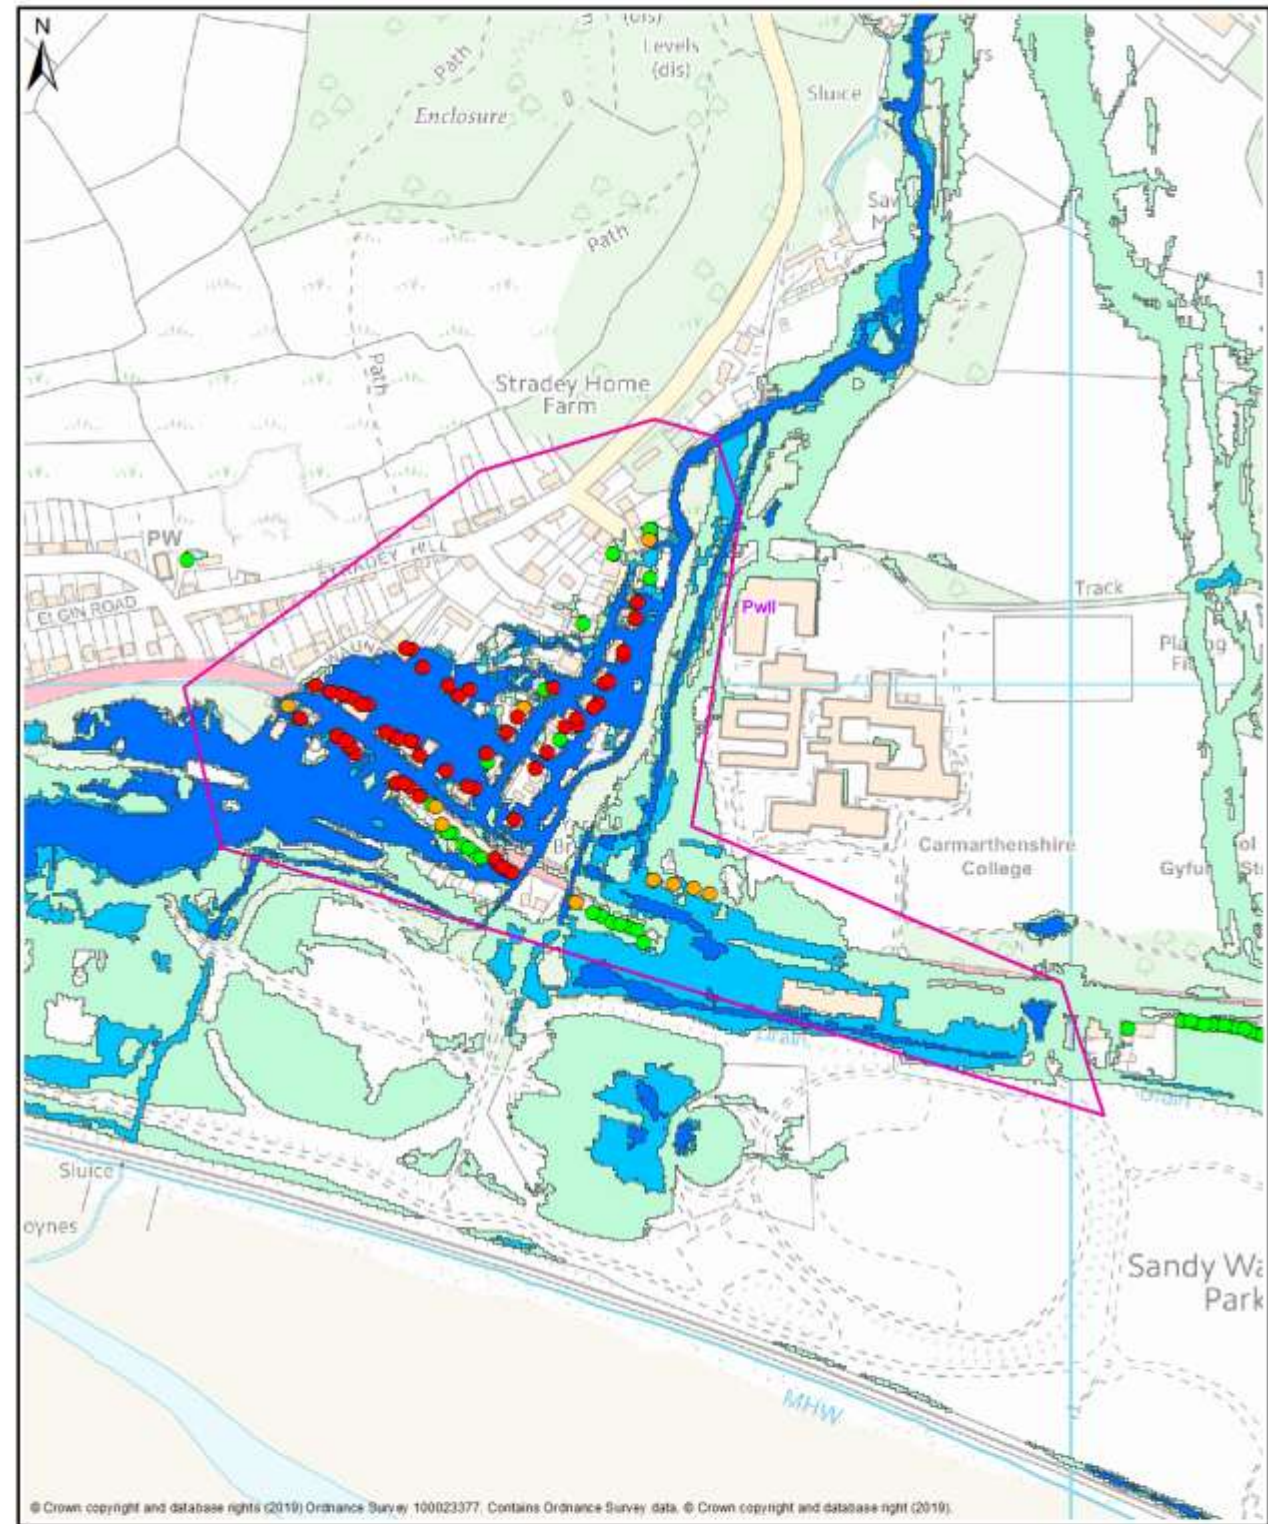 N
(dis)
Levels
(dis)
Path
Sluice
Enclosure
Path
Path
D
Stradey Home
Farm
PW
STRADEY HILL
ELGIN ROAD
Track
Pwll
Carmarthenshire
College
Drain
Drain
Sluice
Sandy Wa
Park
oynes
MHW
© Crown copyright and database rights (2019) Ordnance Survey 100023377. Contains Ordnance Survey data. © Crown copyright and database right (2019).